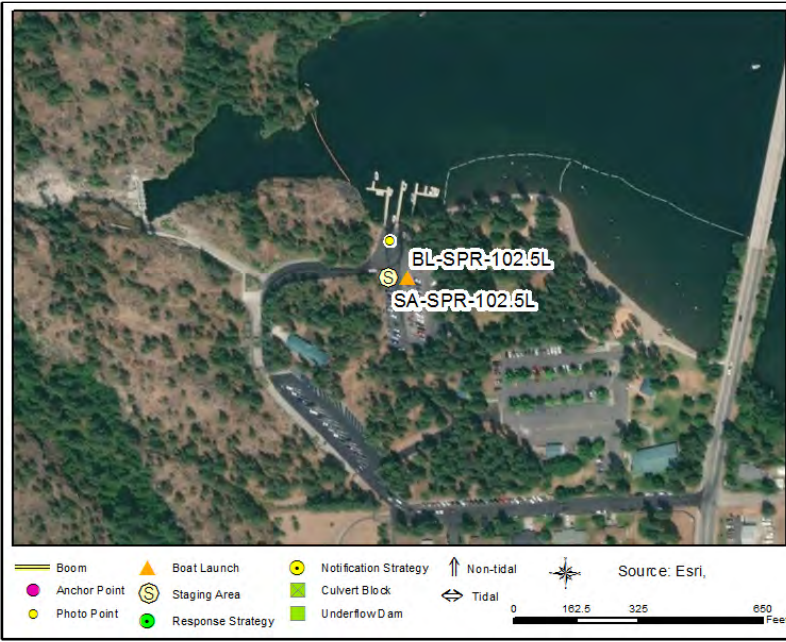 BL-SPR-102.5L
S
SA-SPR-102.5L
Boom
Boat Launch
Notification Strategy
Non-tidal
Source: Esri,
Anchor Point
S
Staging Area
Culvert Block
Tidal
Photo Point
Response Strategy
Underflow Dam
0 162.5 325 650
Feet